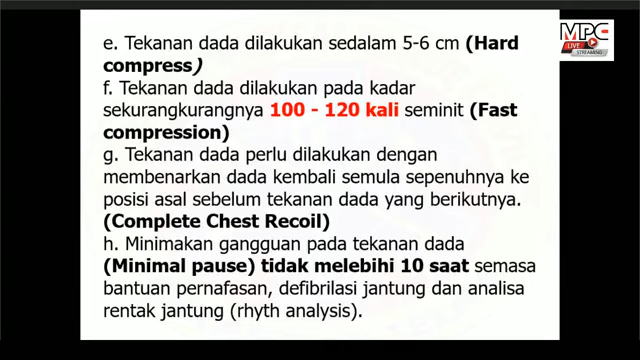 MPC
LIVE
STREAMING
e. Tekanan dada dilakukan sedalam 5-6 cm (Hard
compress)
f. Tekanan dada dilakukan pada kadar
sekurangkurangnya 100 - 120 kali seminit (Fast
compression)
g. Tekanan dada perlu dilakukan dengan
membenarkan dada kembali semula sepenuhnya ke
posisi asal sebelum tekanan dada yang berikutnya.
(Complete Chest Recoil)
h. Minimakan gangguan pada tekanan dada
(Minimal pause) tidak melebihi 10 saat semasa
bantuan pernafasan, defibrilasi jantung dan analisa
rentak jantung (rhyth analysis).